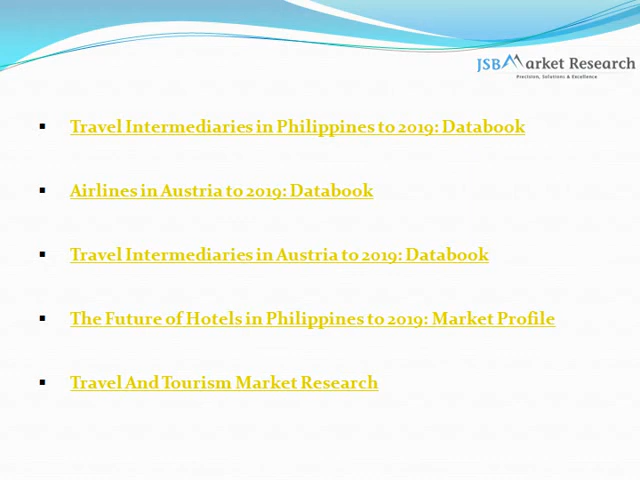 JSB Market Research
Precision, Solutions & Excellence
Travel Intermediaries in Philippines to 2019: Databook
Airlines in Austria to 2019: Databook
Travel Intermediaries in Austria to 2019: Databook
The Future of Hotels in Philippines to 2019: Market Profile
Travel And Tourism Market Research